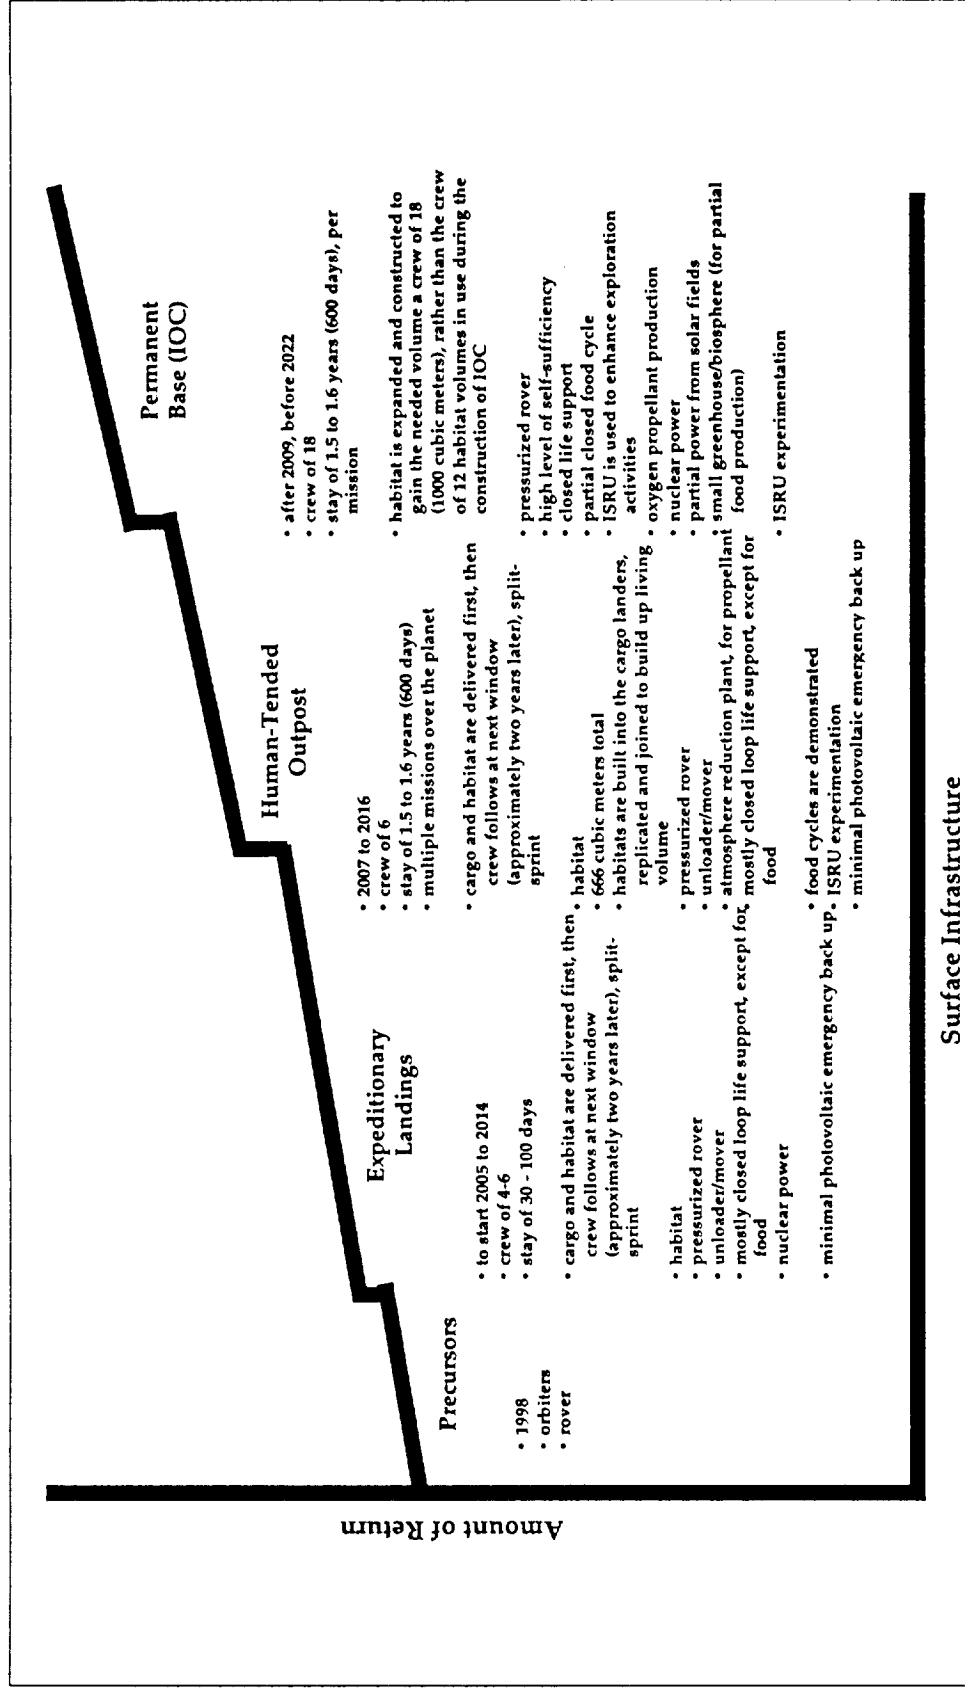 Amount of Return
Precursors
• 1998
• orbiters
• rover
Expeditionary
Landings
• to start 2005 to 2014
• crew of 4-6
• stay of 30 - 100 days
• cargo and habitat are delivered first, then
crew follows at next window
(approximately two years later), split-
sprint
• habitat
• pressurized rover
• unloader/mover
• mostly closed loop life support, except for
food
• nuclear power
• minimal photovoltaic emergency back up
Human-Tended
Outpost
• 2007 to 2016
• crew of 6
• stay of 1.5 to 1.6 years (600 days)
• multiple missions over the planet
• cargo and habitat are delivered first, then
crew follows at next window
(approximately two years later), split-
sprint
• habitat
• 666 cubic meters total
• habitats are built into the cargo landers,
replicated and joined to build up living
volume
• pressurized rover
• unloader/mover
• atmosphere reduction plant, for propellant
• mostly closed loop life support, except for
food
• food cycles are demonstrated
• ISRU experimentation
• minimal photovoltaic emergency back up
Permanent
Base (IOC)
• after 2009, before 2022
• crew of 18
• stay of 1.5 to 1.6 years (600 days), per
mission
• habitat is expanded and constructed to
gain the needed volume a crew of 18
(1000 cubic meters), rather than the crew
of 12 habitat volumes in use during the
construction of IOC
• pressurized rover
• high level of self-sufficiency
• closed life support
• partial closed food cycle
• ISRU is used to enhance exploration
activities
• oxygen propellant production
• nuclear power
• partial power from solar fields
• small greenhouse/biosphere (for partial
food production)
• ISRU experimentation
Surface Infrastructure